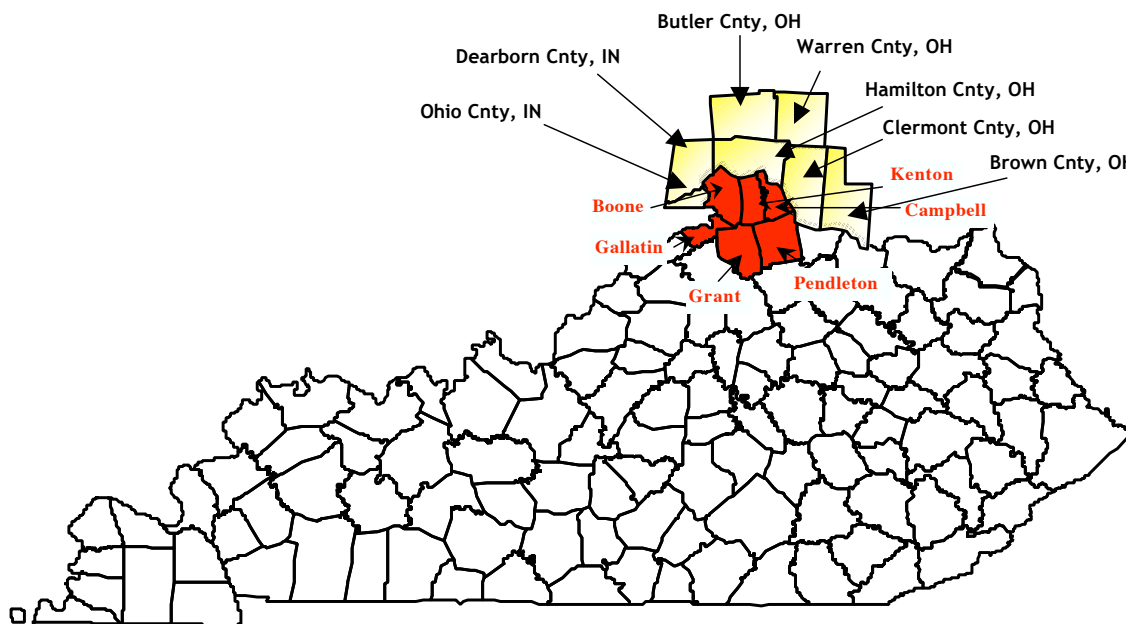 Butler Cnty, OH
Warren Cnty, OH
Dearborn Cnty, IN
Hamilton Cnty, OH
Ohio Cnty, IN
Clermont Cnty, OH
Brown Cnty, OH
Kenton
Boone
Campbell
Gallatin
Pendleton
Grant